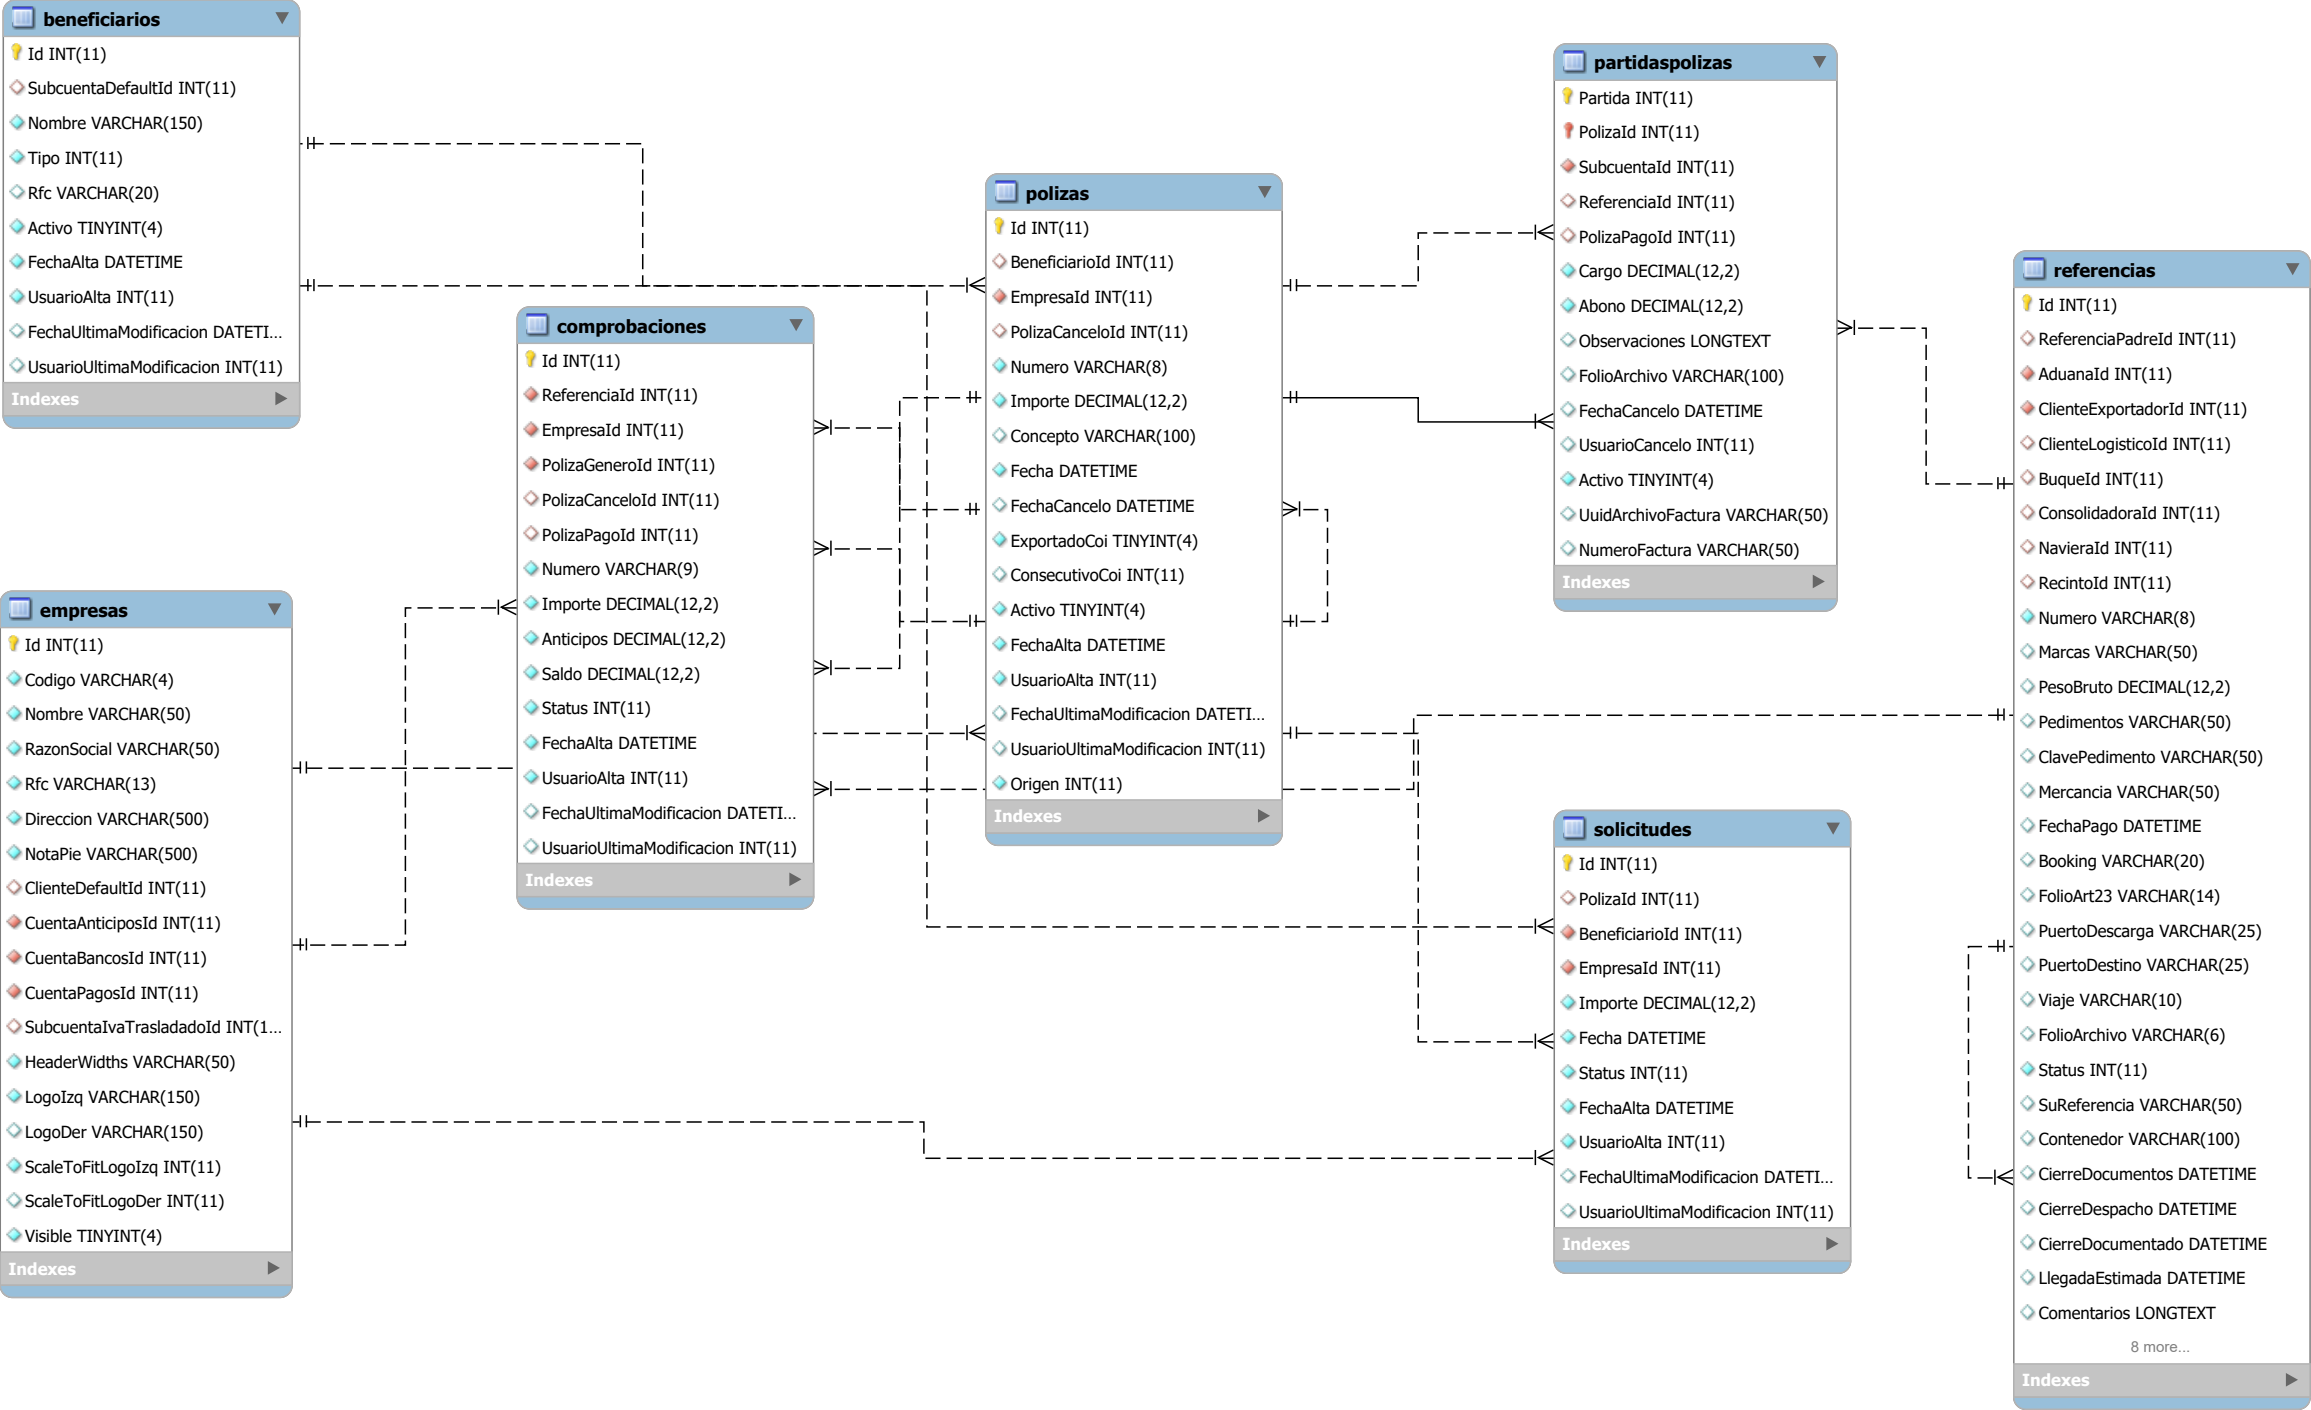 beneficiarios
Id INT(11)
SubcuentaDefaultId INT(11)
Nombre VARCHAR(150)
Tipo INT(11)
Rfc VARCHAR(20)
Activo TINYINT(4)
FechaAlta DATETIME
UsuarioAlta INT(11)
FechaUltimaModificacion DATETI...
UsuarioUltimaModificacion INT(11)
Indexes
empresas
Id INT(11)
Codigo VARCHAR(4)
Nombre VARCHAR(50)
RazonSocial VARCHAR(50)
Rfc VARCHAR(13)
Direccion VARCHAR(500)
NotaPie VARCHAR(500)
ClienteDefaultId INT(11)
CuentaAnticiposId INT(11)
CuentaBancosId INT(11)
CuentaPagosId INT(11)
SubcuentaIvaTrasladadoId INT(1...
HeaderWidths VARCHAR(50)
LogoIzq VARCHAR(150)
LogoDer VARCHAR(150)
ScaleToFitLogoIzq INT(11)
ScaleToFitLogoDer INT(11)
Visible TINYINT(4)
Indexes
comprobaciones
Id INT(11)
ReferenciaId INT(11)
EmpresaId INT(11)
PolizaGeneroId INT(11)
PolizaCanceloId INT(11)
PolizaPagoId INT(11)
Numero VARCHAR(9)
Importe DECIMAL(12,2)
Anticipos DECIMAL(12,2)
Saldo DECIMAL(12,2)
Status INT(11)
FechaAlta DATETIME
UsuarioAlta INT(11)
FechaUltimaModificacion DATETI...
UsuarioUltimaModificacion INT(11)
Indexes
polizas
Id INT(11)
BeneficiarioId INT(11)
EmpresaId INT(11)
PolizaCanceloId INT(11)
Numero VARCHAR(8)
Importe DECIMAL(12,2)
Concepto VARCHAR(100)
Fecha DATETIME
FechaCancelo DATETIME
ExportadoCoi TINYINT(4)
ConsecutivoCoi INT(11)
Activo TINYINT(4)
FechaAlta DATETIME
UsuarioAlta INT(11)
FechaUltimaModificacion DATETI...
UsuarioUltimaModificacion INT(11)
Origen INT(11)
Indexes
partidaspolizas
Partida INT(11)
PolizaId INT(11)
SubcuentaId INT(11)
ReferenciaId INT(11)
PolizaPagoId INT(11)
Cargo DECIMAL(12,2)
Abono DECIMAL(12,2)
Observaciones LONGTEXT
FolioArchivo VARCHAR(100)
FechaCancelo DATETIME
UsuarioCancelo INT(11)
Activo TINYINT(4)
UuidArchivoFactura VARCHAR(50)
NumeroFactura VARCHAR(50)
Indexes
solicitudes
Id INT(11)
PolizaId INT(11)
BeneficiarioId INT(11)
EmpresaId INT(11)
Importe DECIMAL(12,2)
Fecha DATETIME
Status INT(11)
FechaAlta DATETIME
UsuarioAlta INT(11)
FechaUltimaModificacion DATETI...
UsuarioUltimaModificacion INT(11)
Indexes
referencias
Id INT(11)
ReferenciaPadreId INT(11)
AduanaId INT(11)
ClienteExportadorId INT(11)
ClienteLogisticoId INT(11)
BuqueId INT(11)
ConsolidadoraId INT(11)
NavieraId INT(11)
RecintoId INT(11)
Numero VARCHAR(8)
Marcas VARCHAR(50)
PesoBruto DECIMAL(12,2)
Pedimentos VARCHAR(50)
ClavePedimento VARCHAR(50)
Mercancia VARCHAR(50)
FechaPago DATETIME
Booking VARCHAR(20)
FolioArt23 VARCHAR(14)
PuertoDescarga VARCHAR(25)
PuertoDestino VARCHAR(25)
Viaje VARCHAR(10)
FolioArchivo VARCHAR(6)
Status INT(11)
SuReferencia VARCHAR(50)
Contenedor VARCHAR(100)
CierreDocumentos DATETIME
CierreDespacho DATETIME
CierreDocumentado DATETIME
LlegadaEstimada DATETIME
Comentarios LONGTEXT
8 more...
Indexes